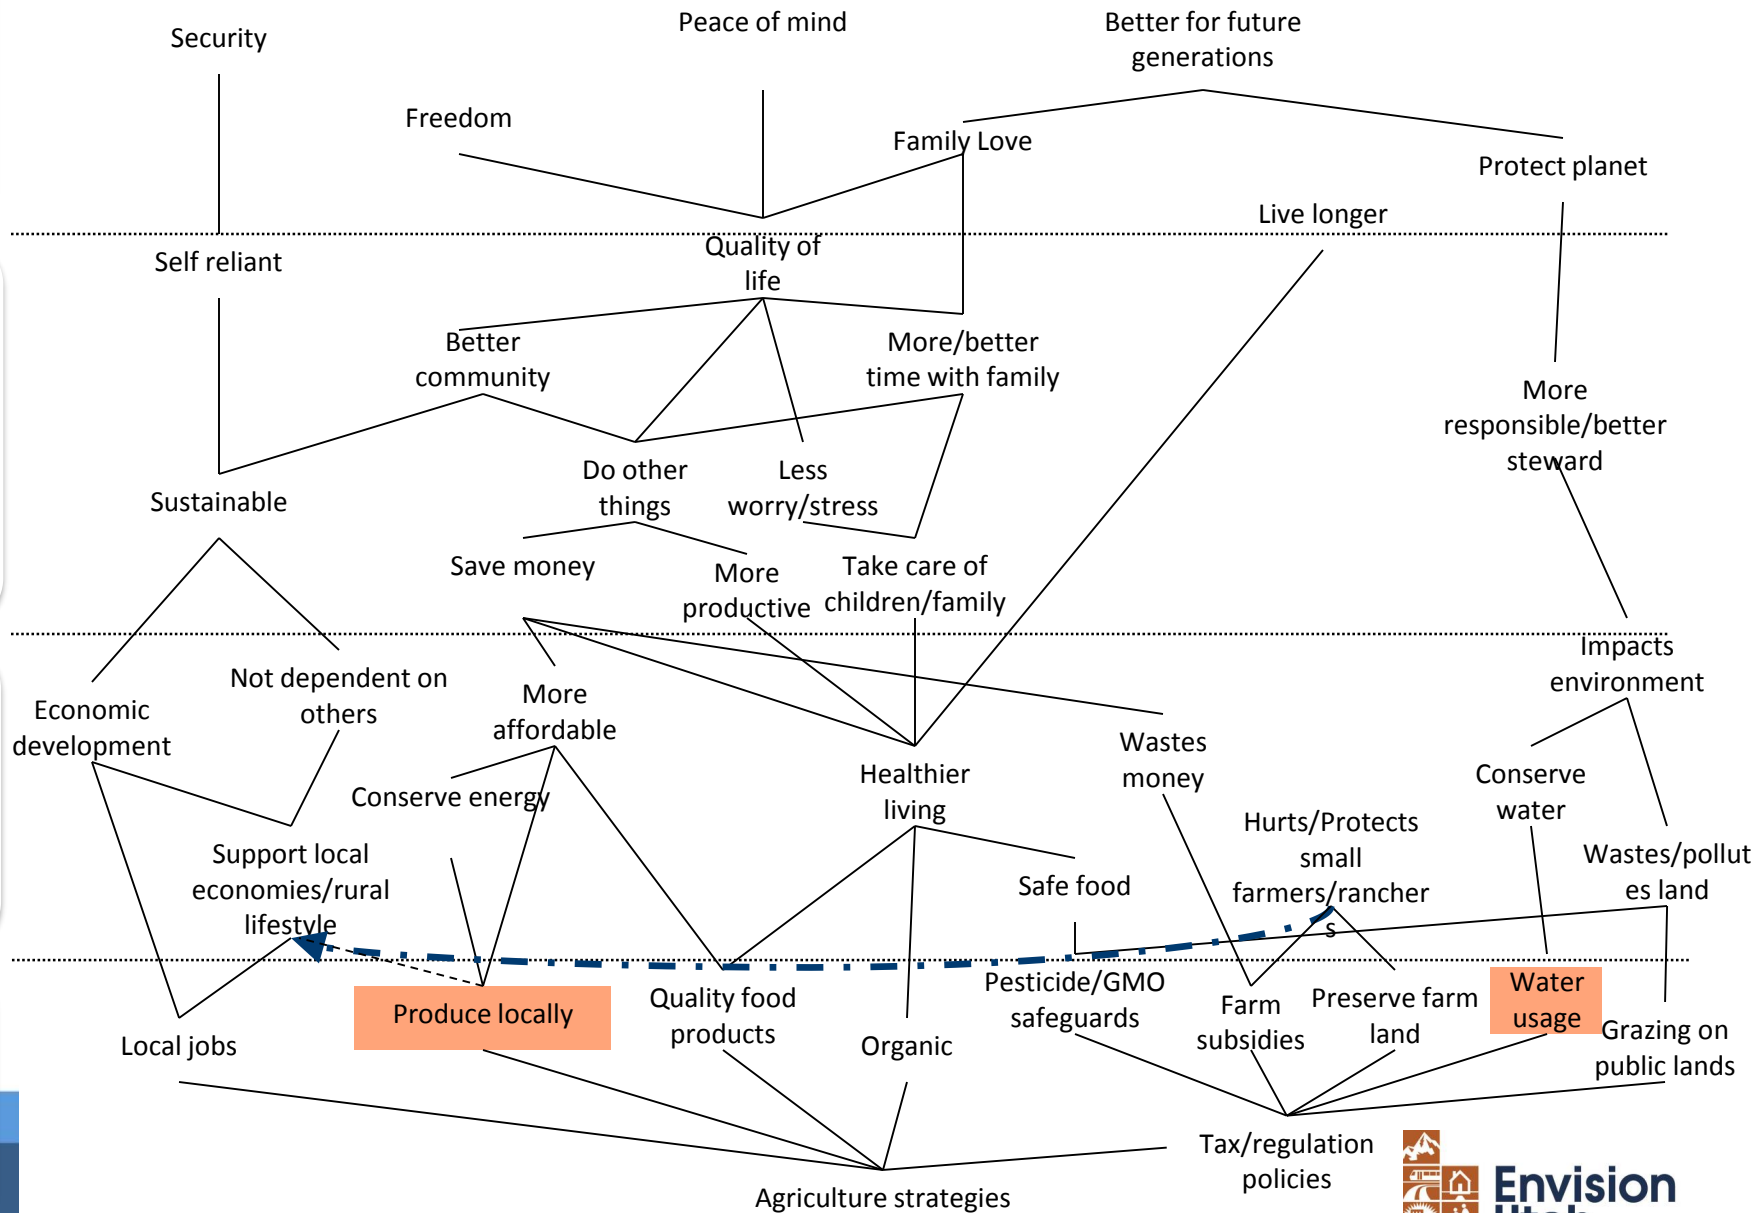 Peace of mind
Better for future
generations
Security
Freedom
Family Love
Protect planet
Live longer
Self reliant
Quality of
life
Better
community
More/better
time with family
More
responsible/better
steward
Do other
things
Less
worry/stress
Sustainable
Save money
More
productive
Take care of
children/family
Impacts
environment
Not dependent on
others
Economic
development
More
affordable
Wastes
money
Healthier
living
Conserve
water
Conserve energy
Hurts/Protects
small
farmers/rancher
s
Support local
economies/rural
lifestyle
Wastes/pollut
es land
Safe food
Pesticide/GMO
safeguards
Water
usage
Quality food
products
Produce locally
Farm
subsidies
Preserve farm
land
Local jobs
Organic
Grazing on
public lands
Tax/regulation
policies
Agriculture strategies
Envision
Utah